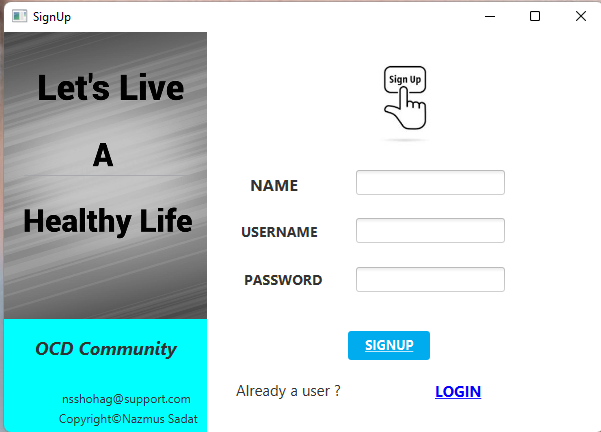 SignUp
Let's Live
A
Healthy Life
OCD Community
nsshohag@support.com
Copyright©Nazmus Sadat
Sign Up
NAME
USERNAME
PASSWORD
SIGNUP
Already a user ?
LOGIN